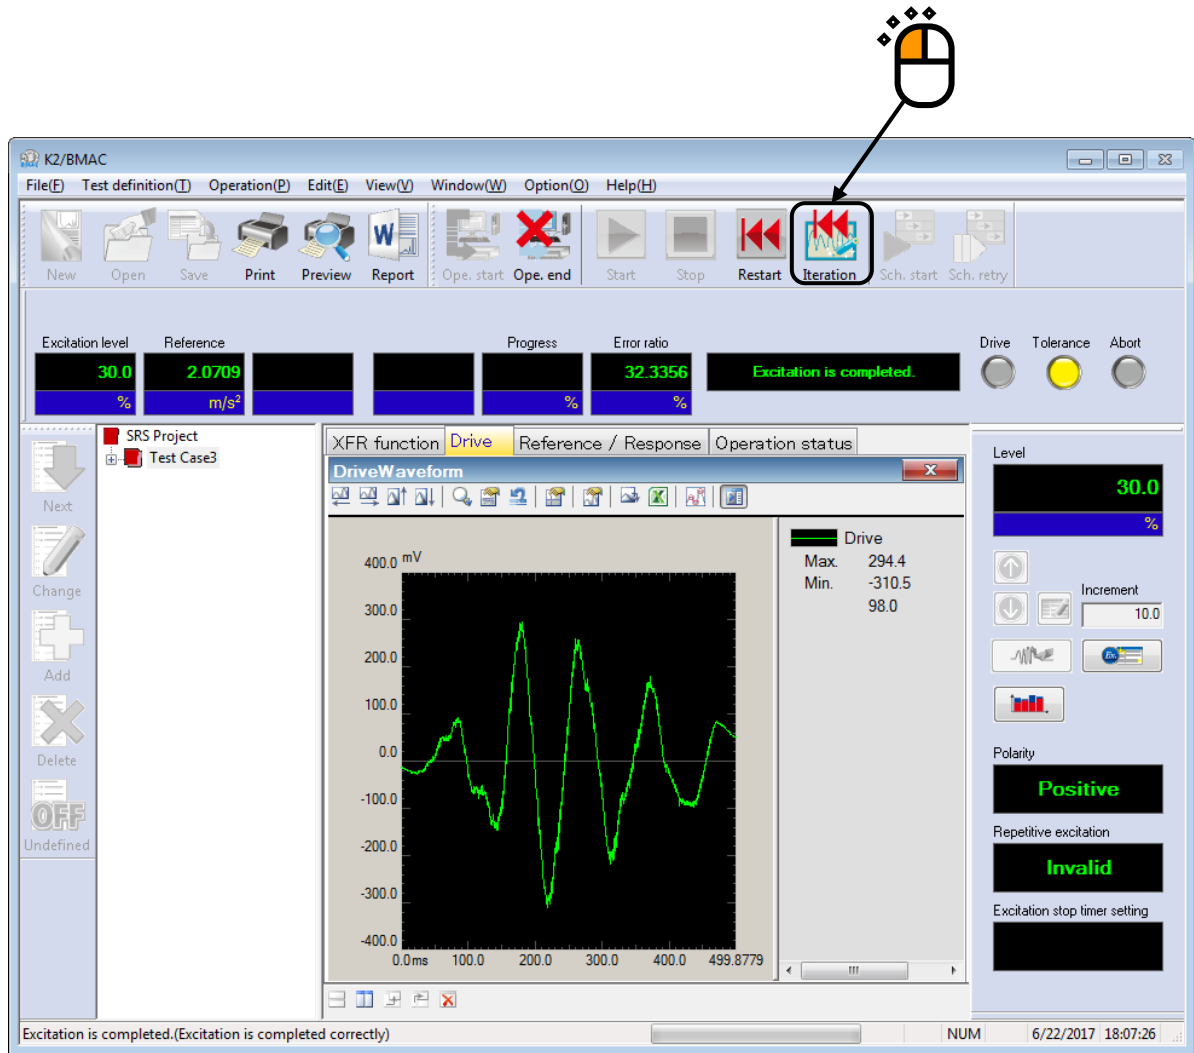 K2/BMAC
File(F) Test definition(T) Operation(P) Edit(E) View(V) Window(W) Option(O) Help(H)
New Open Save Print Preview Report Ope. start Ope. end Start Stop Restart Iteration Sch. start Sch. retry
Excitation level Reference Progress Error ratio Drive Tolerance Abort
30.0 2.0709 32.3356 Excitation is completed.
% m/s² % %
SRS Project
Test Case3
Next
Change
Add
Delete
OFF
Undefined
XFR function Drive Reference / Response Operation status
DriveWaveform
400.0 mV
300.0
200.0
100.0
0.0
-100.0
-200.0
-300.0
-400.0
0.0ms 100.0 200.0 300.0 400.0 499.8779
Drive
Max. 294.4
Min. -310.5
98.0
Level
30.0
%
Increment
10.0
Polarity
Positive
Repetitive excitation
Invalid
Excitation stop timer setting
Excitation is completed.(Excitation is completed correctly) NUM 6/22/2017 18:07:26